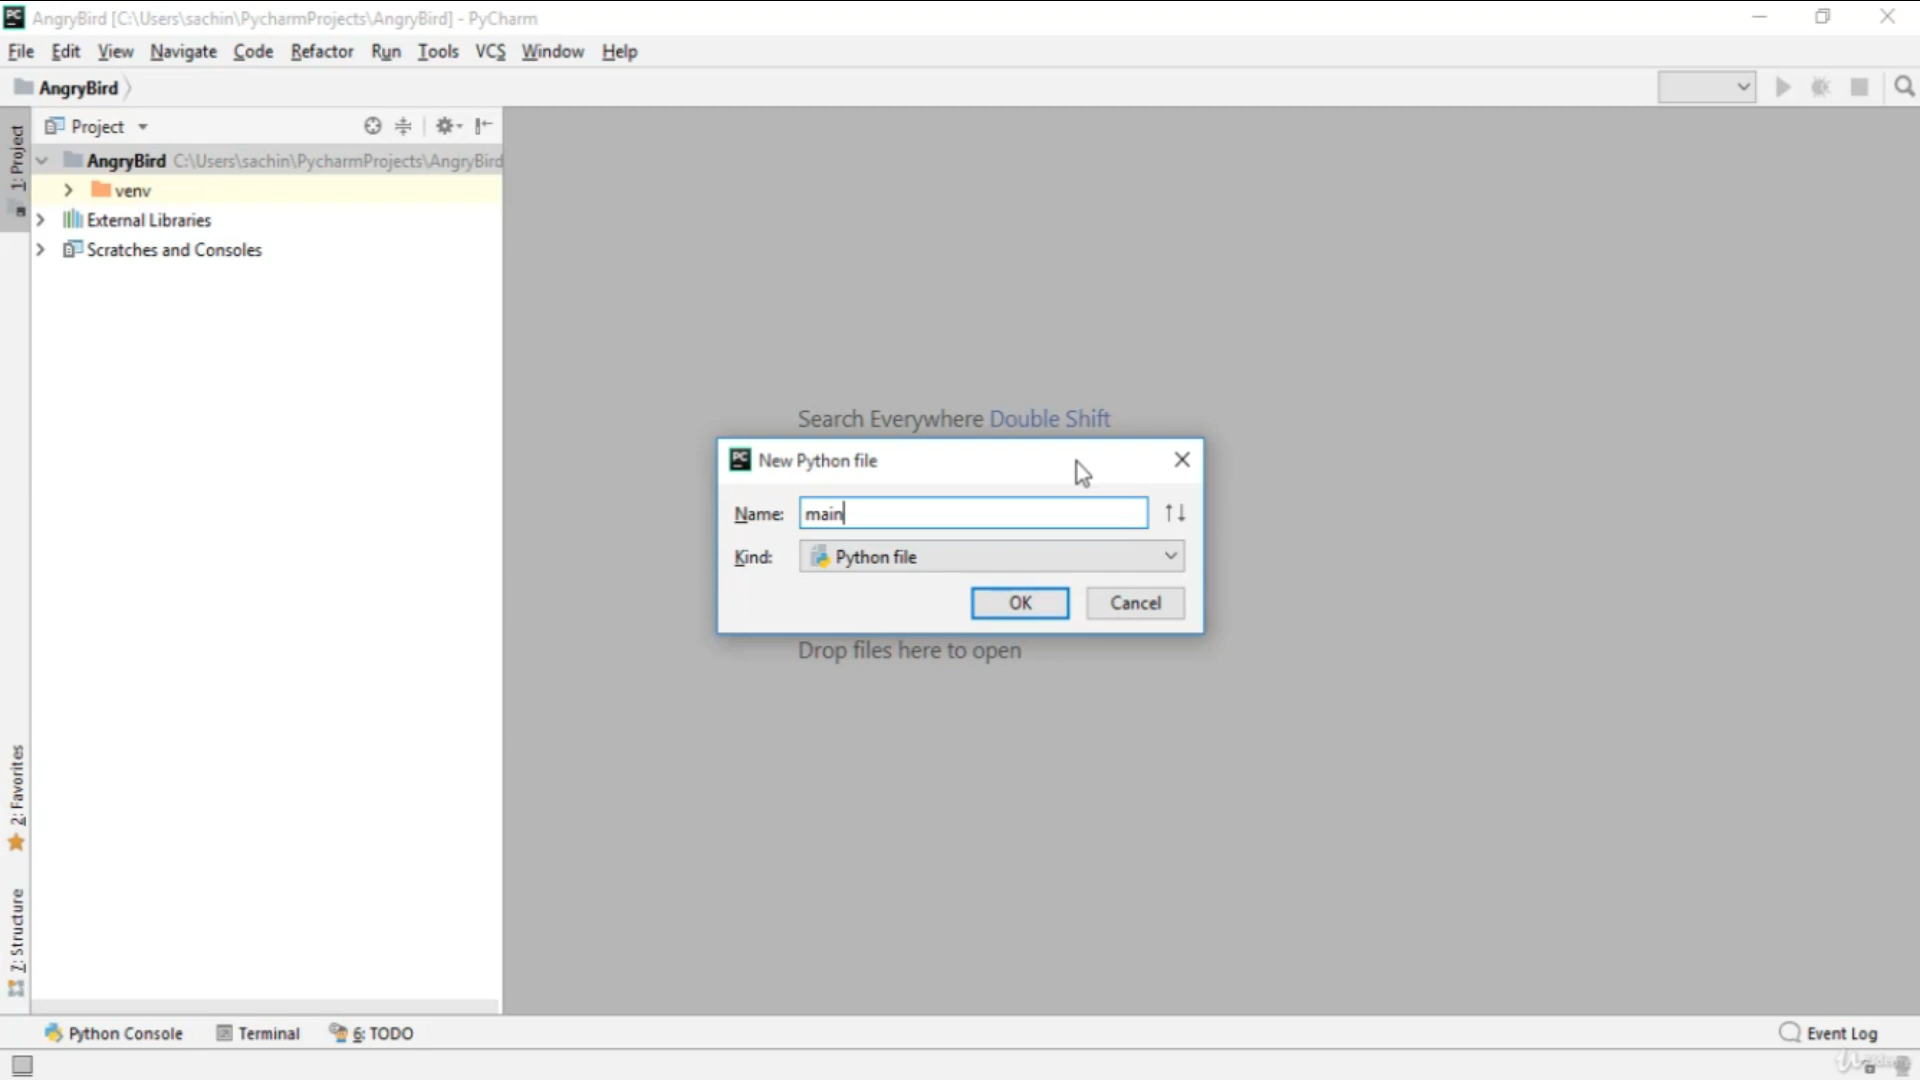 AngryBird [C:\Users\sachin\PycharmProjects\AngryBird] - PyCharm
File Edit View Navigate Code Refactor Run Tools VCS Window Help
AngryBird
Project
1: Project
AngryBird C:\Users\sachin\PycharmProjects\AngryBird
venv
External Libraries
Scratches and Consoles
Search Everywhere Double Shift
New Python file
Name: main
Kind: Python file
OK Cancel
Drop files here to open
2: Favorites
7: Structure
Python Console Terminal 6: TODO Event Log